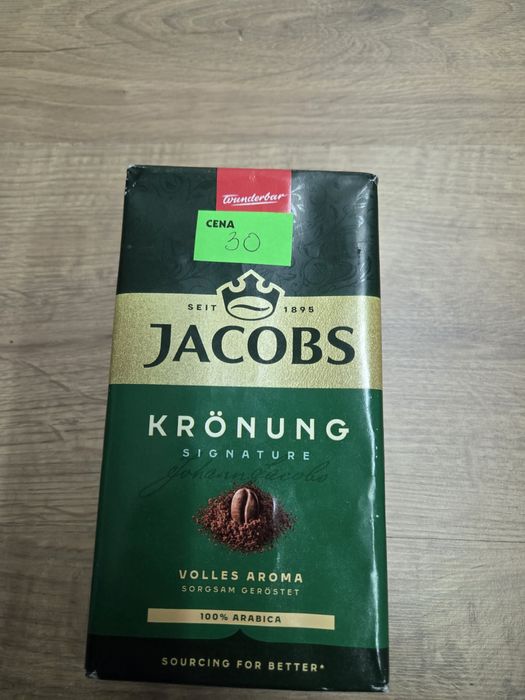 wunderbar
CENA
30
SEIT 1895
JACOBS
KRÖNUNG
SIGNATURE
Johann Jacobs
VOLLES AROMA
SORGSAM GERÖSTET
100% ARABICA
SOURCING FOR BETTER*